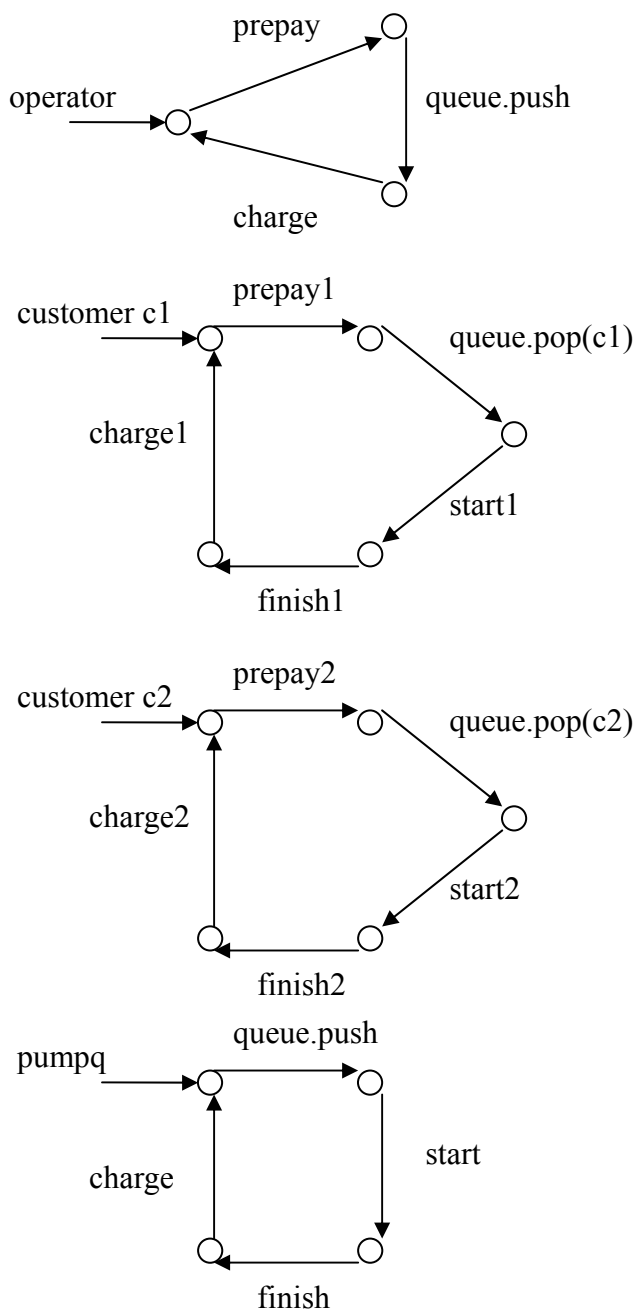 prepay
operator
queue.push
charge
prepay1
customer c1
queue.pop(c1)
charge1
start1
finish1
prepay2
customer c2
queue.pop(c2)
charge2
start2
finish2
queue.push
pumpq
start
charge
finish